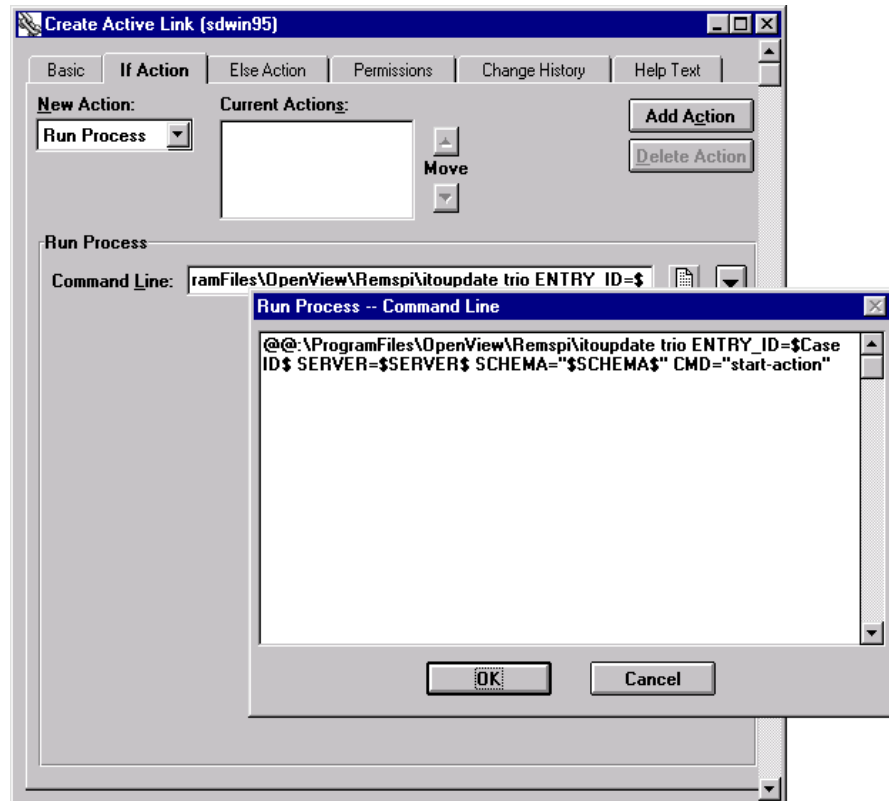 Create Active Link (sdwin95)
Basic If Action Else Action Permissions Change History Help Text
New Action: Current Actions:
Add Action
Run Process
Move
Delete Action
Run Process
Command Line: ramFiles\OpenView\Remspi\itoupdate trio ENTRY_ID=$
Run Process -- Command Line
@@:\ProgramFiles\OpenView\Remspi\itoupdate trio ENTRY_ID=$Case
ID$ SERVER=$SERVER$ SCHEMA="$SCHEMA$" CMD="start-action"
OK Cancel